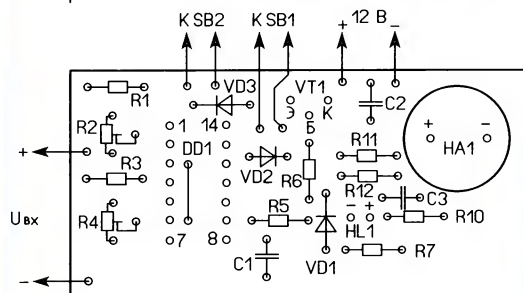 К SB2 К SB1 + 12 В −
VD3 VT1
R1 Э К C2
R2 1 14 Б
+ DD1 R11 + −
R3 VD2 HA1
R6 R12
Uвх C3
R4 R5 − + R10
HL1
7 8 R7
C1 VD1
−